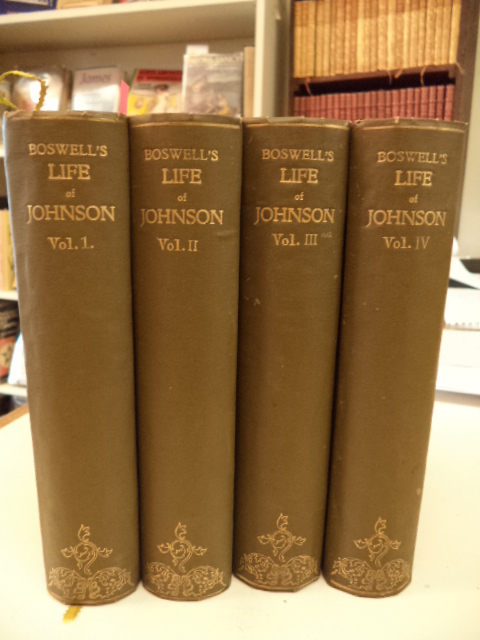 BOSWELL'S
LIFE
of
JOHNSON
Vol. 1.
BOSWELL'S
LIFE
of
JOHNSON
Vol. II
BOSWELL'S
LIFE
of
JOHNSON
Vol. III
BOSWELL'S
LIFE
of
JOHNSON
Vol. IV